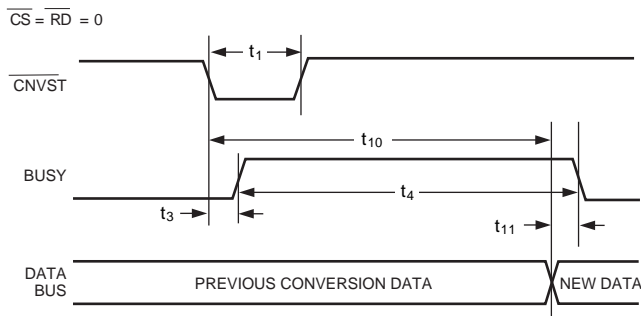 CS = RD = 0
t1
CNVST
t10
BUSY
t4
t3
t11
DATA
BUS
PREVIOUS CONVERSION DATA
NEW DATA